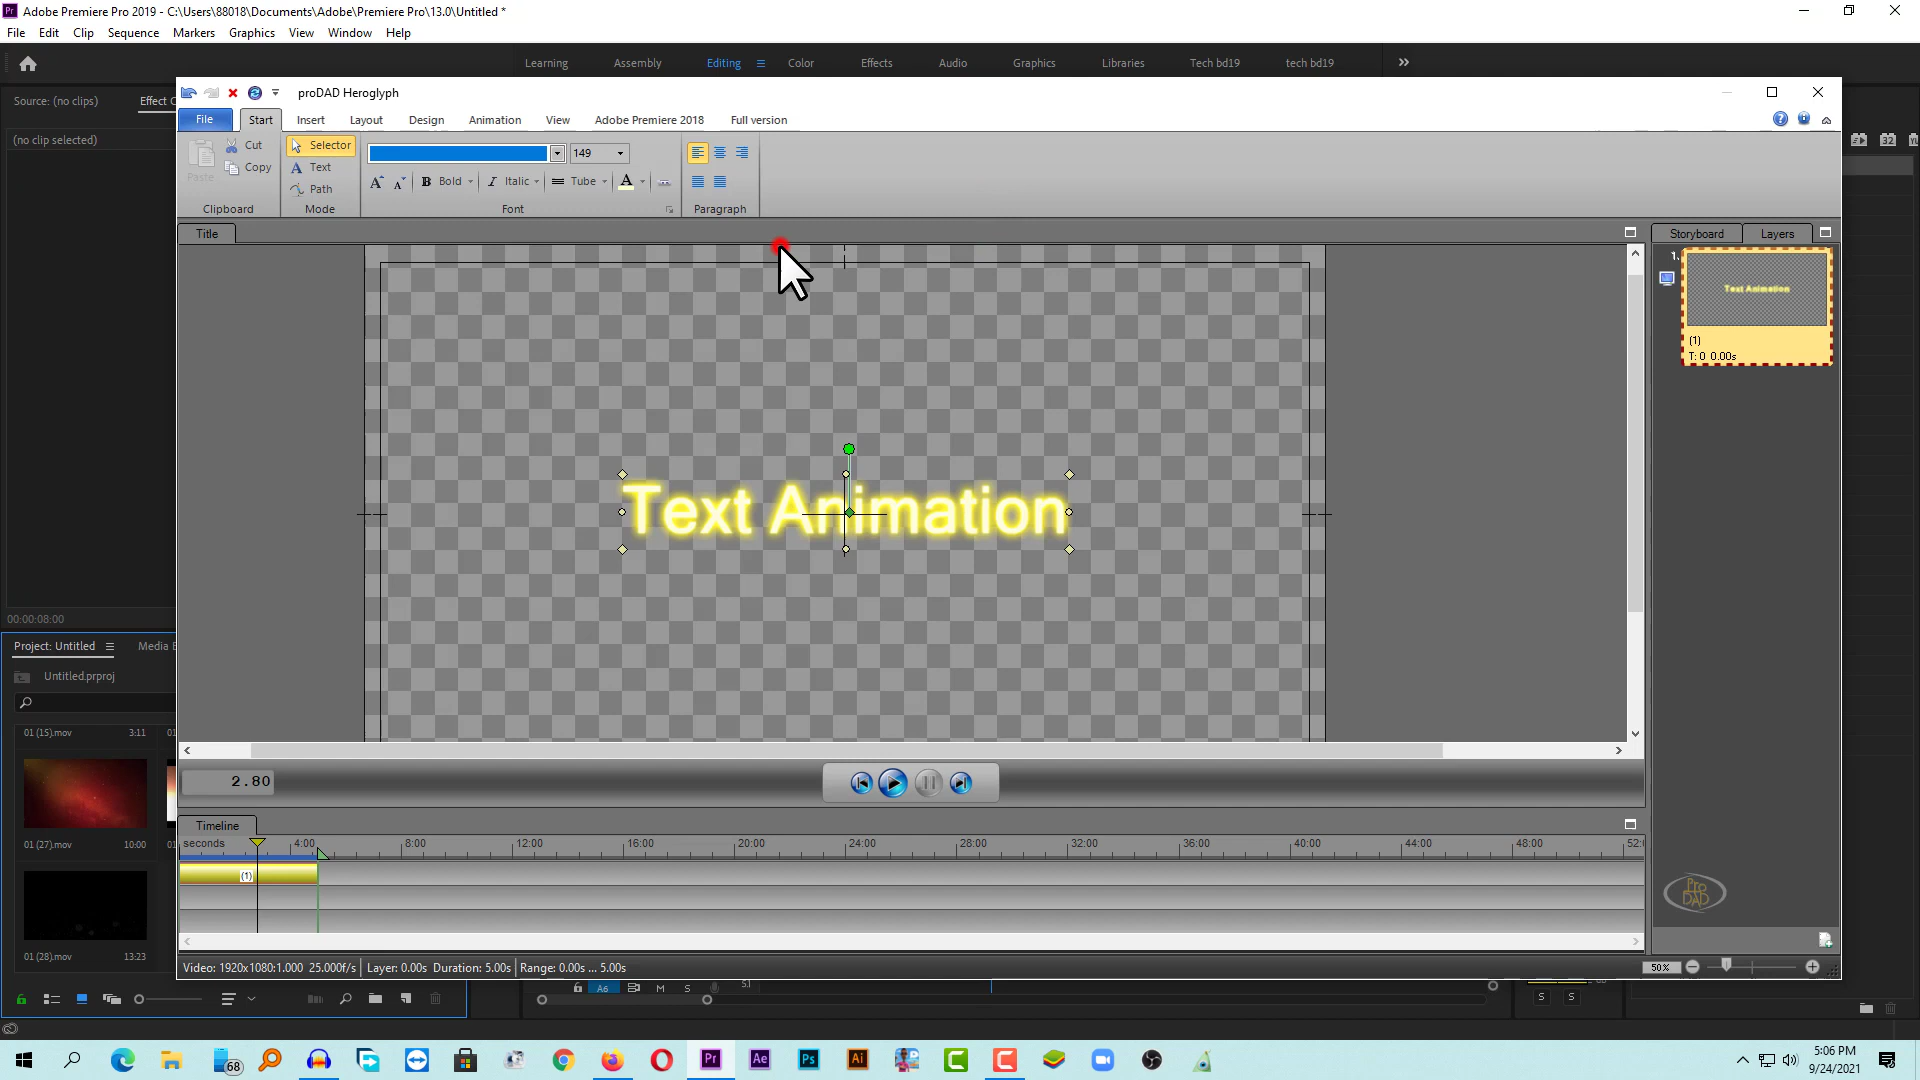 Adobe Premiere Pro 2019 - C:\Users\88018\Documents\Adobe\Premiere Pro\13.0\Untitled *
File Edit Clip Sequence Markers Graphics View Window Help
Learning Assembly Editing Color Effects Audio Graphics Libraries Tech bd19 tech bd19
Source: (no clips) Effect C
(no clip selected)
proDAD Heroglyph
File Start Insert Layout Design Animation View Adobe Premiere 2018 Full version
Paste Cut Copy
Clipboard
Selector
Text
Path
Mode
149
Bold Italic Tube
Font
Paragraph
Title
Storyboard Layers
1.
Text Animation
(1)
T: 0 0.00s
Text Animation
00:00:08:00
Project: Untitled Media E
Untitled.prproj
01 (15).mov 3:11
01 (27).mov 10:00
01 (28).mov 13:23
2.80
Timeline
seconds 4:00 8:00 12:00 16:00 20:00 24:00 28:00 32:00 36:00 40:00 44:00 48:00 52:0
(1)
Pro DAD
Video: 1920x1080:1.000 25.000f/s Layer: 0.00s Duration: 5.00s Range: 0.00s ... 5.00s
50%
A6 M S
S S
68
5:06 PM
9/24/2021